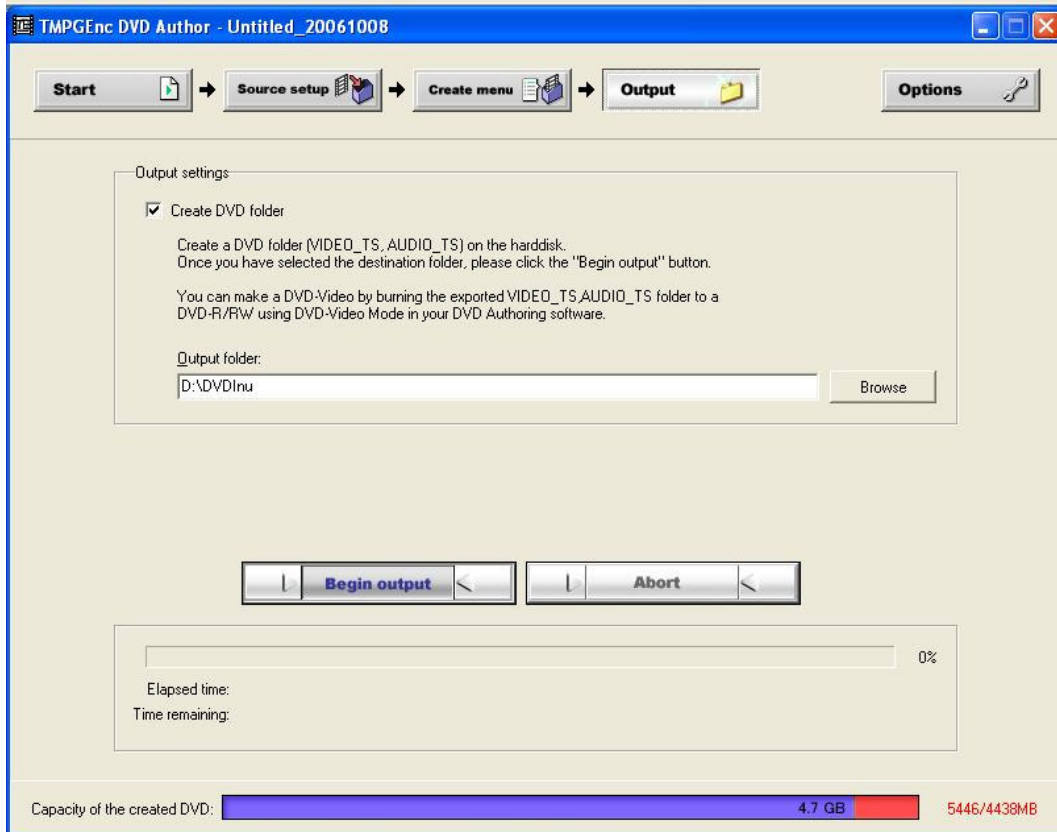 TMPGEnc DVD Author - Untitled_20061008
Start
Source setup
Create menu
Output
Options
Output settings
Create DVD folder
Create a DVD folder (VIDEO_TS, AUDIO_TS) on the harddisk.
Once you have selected the destination folder, please click the "Begin output" button.
You can make a DVD-Video by burning the exported VIDEO_TS,AUDIO_TS folder to a
DVD-R/RW using DVD-Video Mode in your DVD Authoring software.
Output folder:
D:\DVDInu
Browse
Begin output
Abort
0%
Elapsed time:
Time remaining:
Capacity of the created DVD:
4.7 GB
5446/4438MB